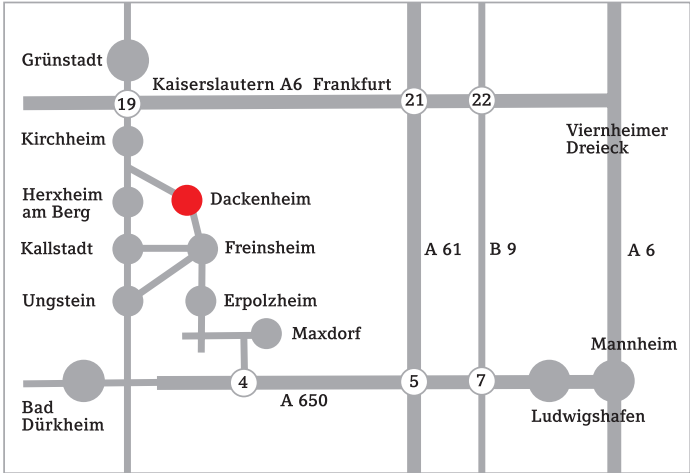 Grünstadt
Kaiserslautern A6 Frankfurt
19
21
22
Kirchheim
Viernheimer
Dreieck
Herxheim
am Berg
Dackenheim
Kallstadt
Freinsheim
A 61
B 9
A 6
Ungstein
Erpolzheim
Maxdorf
Mannheim
4
5
7
A 650
Bad
Dürkheim
Ludwigshafen